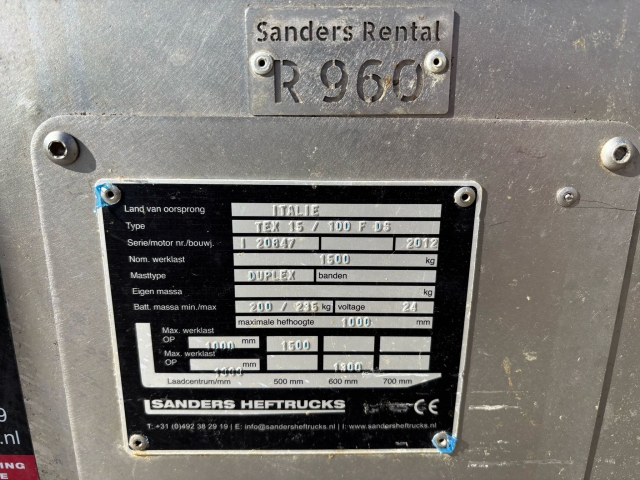 Sanders Rental
R 960
Land van oorsprong ITALIE
Type TEX 15 / 100 F DS
Serie/motor nr./bouwj. I 20847 2012
Nom. werklast 1500 kg
Masttype DUPLEX banden
Eigen massa kg
Batt. massa min./max 200 / 235 kg voltage 24
maximale hefhoogte 1000 mm
Max. werklast
OP 1000 mm 1500
Max. werklast
OP 1000 mm 1300
Laadcentrum/mm 500 mm 600 mm 700 mm
SANDERS HEFTRUCKS CE
T: +31 (0)492 38 29 19 | E: info@sandersheftrucks.nl | I: www.sandersheftrucks.nl
9
.nl
ING
E